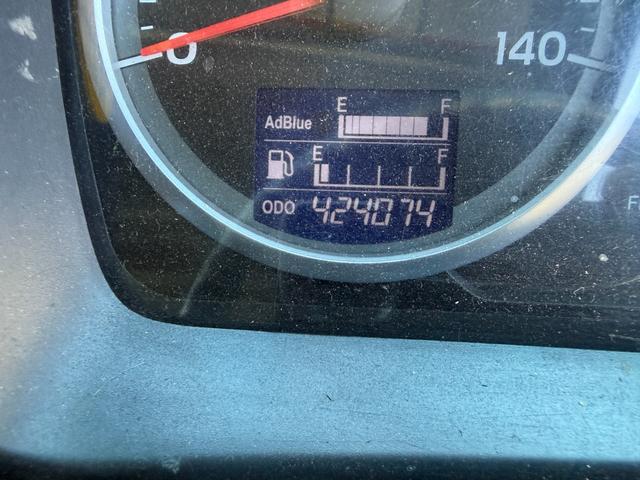 0 140
E F
AdBlue
E F
ODO 424074
F